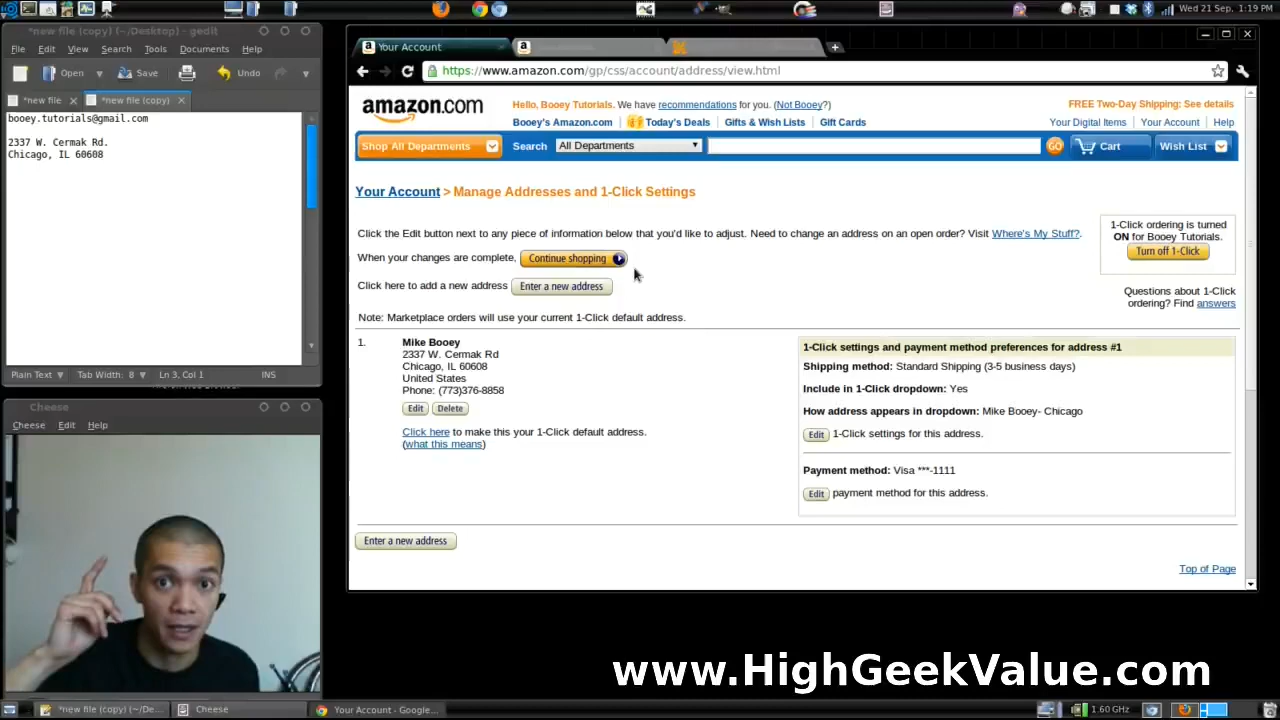 Wed 21 Sep, 1:19 PM
*new file (copy) (~/Desktop) - gedit
File Edit View Search Tools Documents Help
Open Save Undo
*new file
*new file (copy)
booey.tutorials@gmail.com
2337 W. Cermak Rd.
Chicago, IL 60608
Plain Text Tab Width: 8 Ln 3, Col 1 INS
Cheese
Cheese Edit Help
Your Account
https://www.amazon.com/gp/css/account/address/view.html
amazon.com
Hello, Booey Tutorials. We have recommendations for you. (Not Booey?)
FREE Two-Day Shipping: See details
Booey's Amazon.com Today's Deals Gifts & Wish Lists Gift Cards
Your Digital Items Your Account Help
Shop All Departments Search All Departments GO Cart Wish List
Your Account > Manage Addresses and 1-Click Settings
Click the Edit button next to any piece of information below that you'd like to adjust. Need to change an address on an open order? Visit Where's My Stuff?.
When your changes are complete, Continue shopping
Click here to add a new address Enter a new address
1-Click ordering is turned
ON for Booey Tutorials.
Turn off 1-Click
Questions about 1-Click
ordering? Find answers
Note: Marketplace orders will use your current 1-Click default address.
1. Mike Booey
2337 W. Cermak Rd
Chicago, IL 60608
United States
Phone: (773)376-8858
Edit Delete
Click here to make this your 1-Click default address.
(what this means)
1-Click settings and payment method preferences for address #1
Shipping method: Standard Shipping (3-5 business days)
Include in 1-Click dropdown: Yes
How address appears in dropdown: Mike Booey- Chicago
Edit 1-Click settings for this address.
Payment method: Visa ***-1111
Edit payment method for this address.
Enter a new address
Top of Page
www.HighGeekValue.com
*new file (copy) (~/De...
Cheese
Your Account - Google...
1.60 GHz